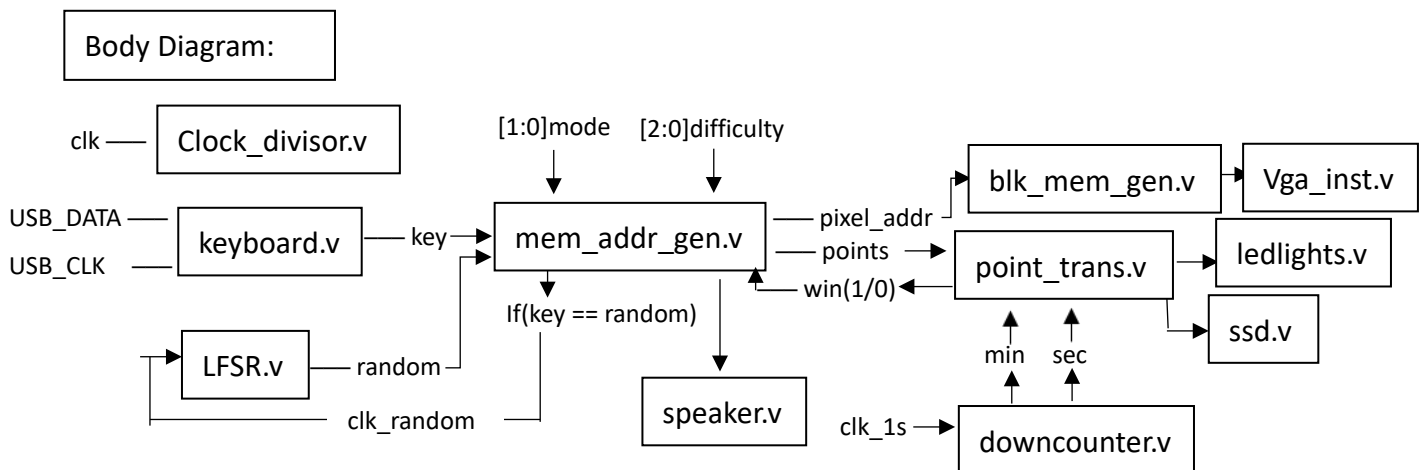 Body Diagram:
clk
Clock_divisor.v
[1:0]mode
[2:0]difficulty
USB_DATA
USB_CLK
keyboard.v
key
mem_addr_gen.v
pixel_addr
points
win(1/0)
blk_mem_gen.v
Vga_inst.v
point_trans.v
ledlights.v
ssd.v
If(key == random)
LFSR.v
random
clk_random
speaker.v
min
sec
clk_1s
downcounter.v